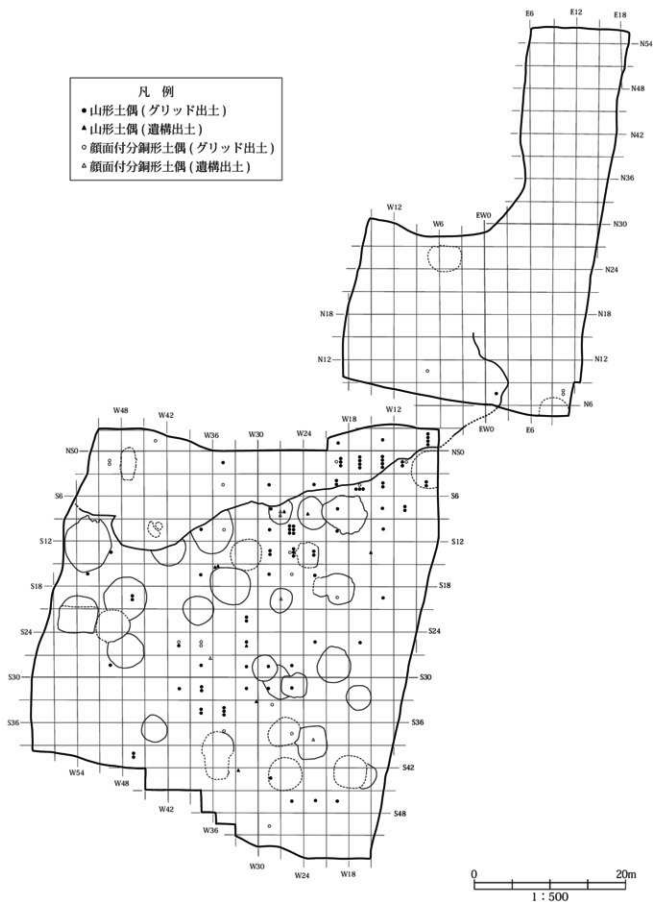 E6 E12 E18
N54
N48
N42
N36
凡 例
● 山形土偶 ( グリッド出土 )
▲ 山形土偶 ( 遺構出土 )
○ 顔面付分銅形土偶 ( グリッド出土 )
△ 顔面付分銅形土偶 ( 遺構出土 )
W12 W6 EW0
N30
N24
N18 N18
N12 N12
N6
EW0 E6
W48 W42 W36 W30 W24 W18 W12
NS0 NS0
S6 S6
S12 S12
S18 S18
S24 S24
S30 S30
S36 S36
S42
S48
W54 W48 W42 W36 W30 W24 W18
0 20m
1 : 500